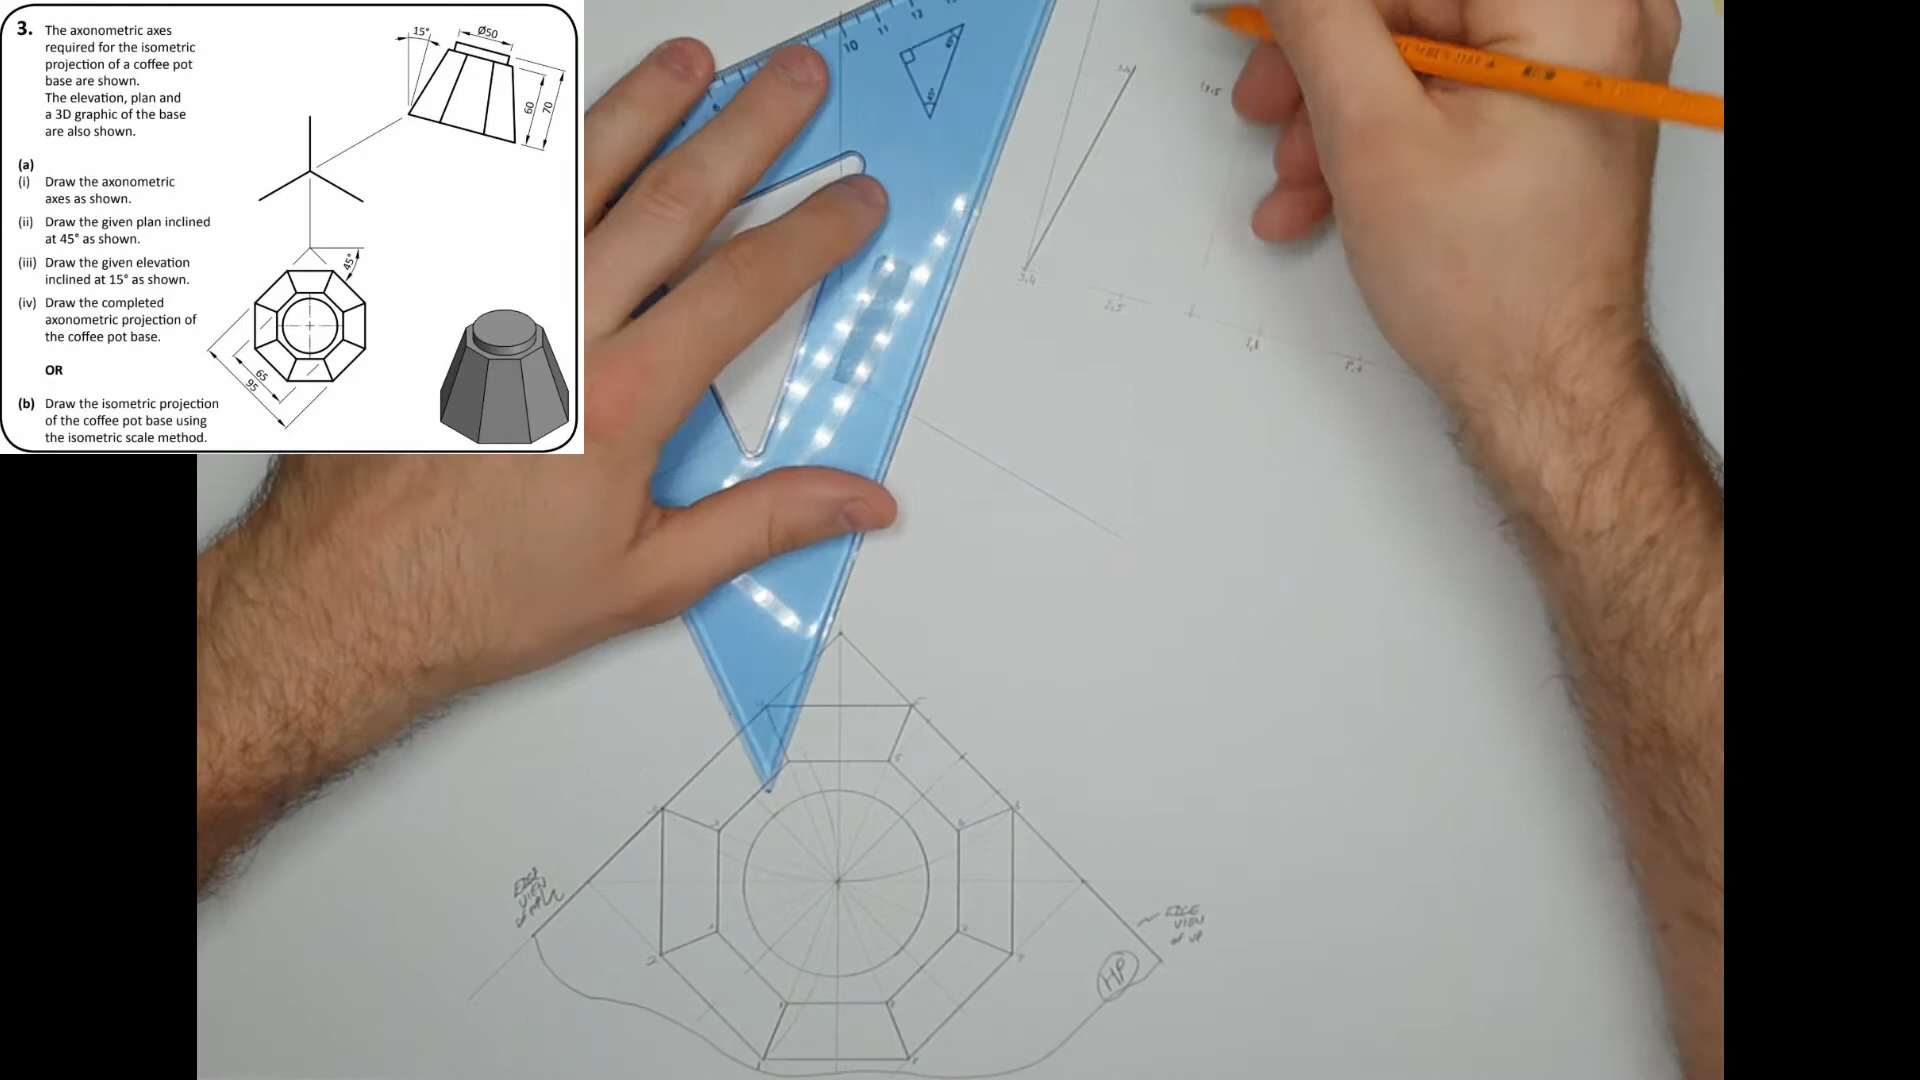 3. The axonometric axes
required for the isometric
projection of a coffee pot
base are shown.
The elevation, plan and
a 3D graphic of the base
are also shown.
(a)
(i) Draw the axonometric
axes as shown.
(ii) Draw the given plan inclined
at 45° as shown.
(iii) Draw the given elevation
inclined at 15° as shown.
(iv) Draw the completed
axonometric projection of
the coffee pot base.
OR
(b) Draw the isometric projection
of the coffee pot base using
the isometric scale method.
15°
Ø50
60
70
45°
65
95
10
11
12
45°
3,4
EDGE
VIEW
EDGE
VIEW
of VP
HP